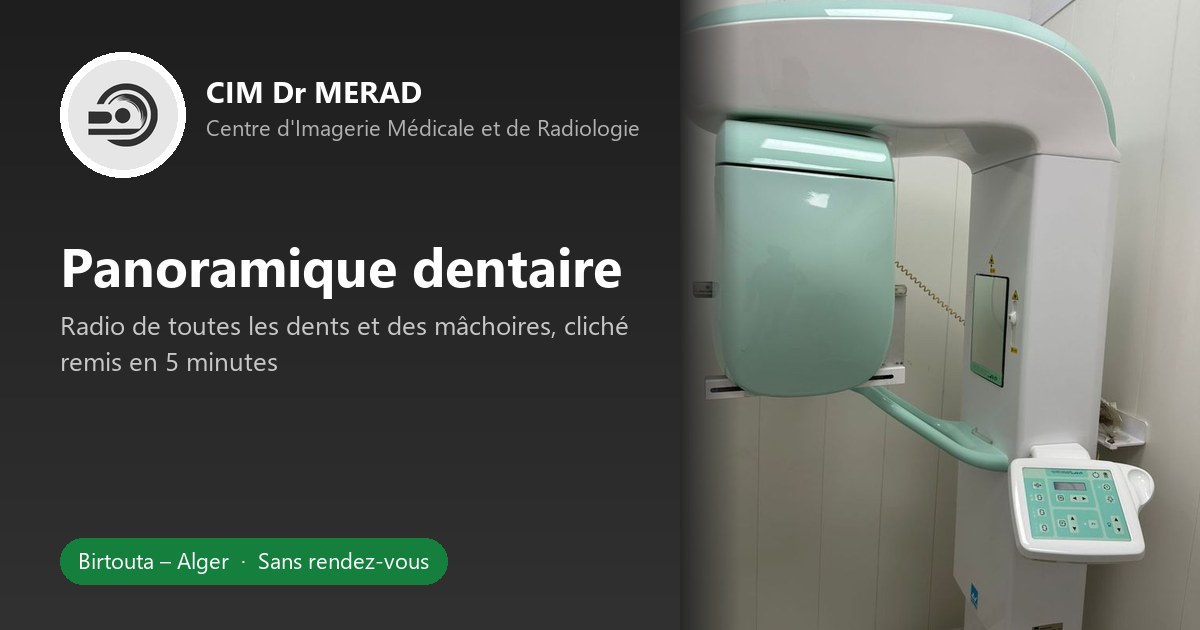 CIM Dr MERAD
Centre d'Imagerie Médicale et de Radiologie
Panoramique dentaire
Radio de toutes les dents et des mâchoires, cliché
remis en 5 minutes
Birtouta – Alger · Sans rendez-vous